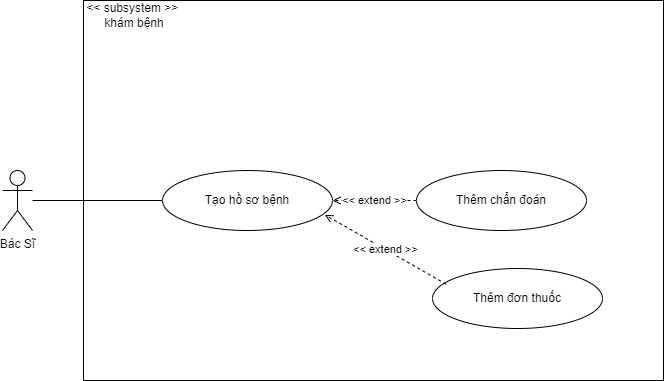 << subsystem >>
khám bệnh
Tạo hồ sơ bệnh
<< extend >>
Thêm chẩn đoán
Bác Sĩ
<< extend >>
Thêm đơn thuốc